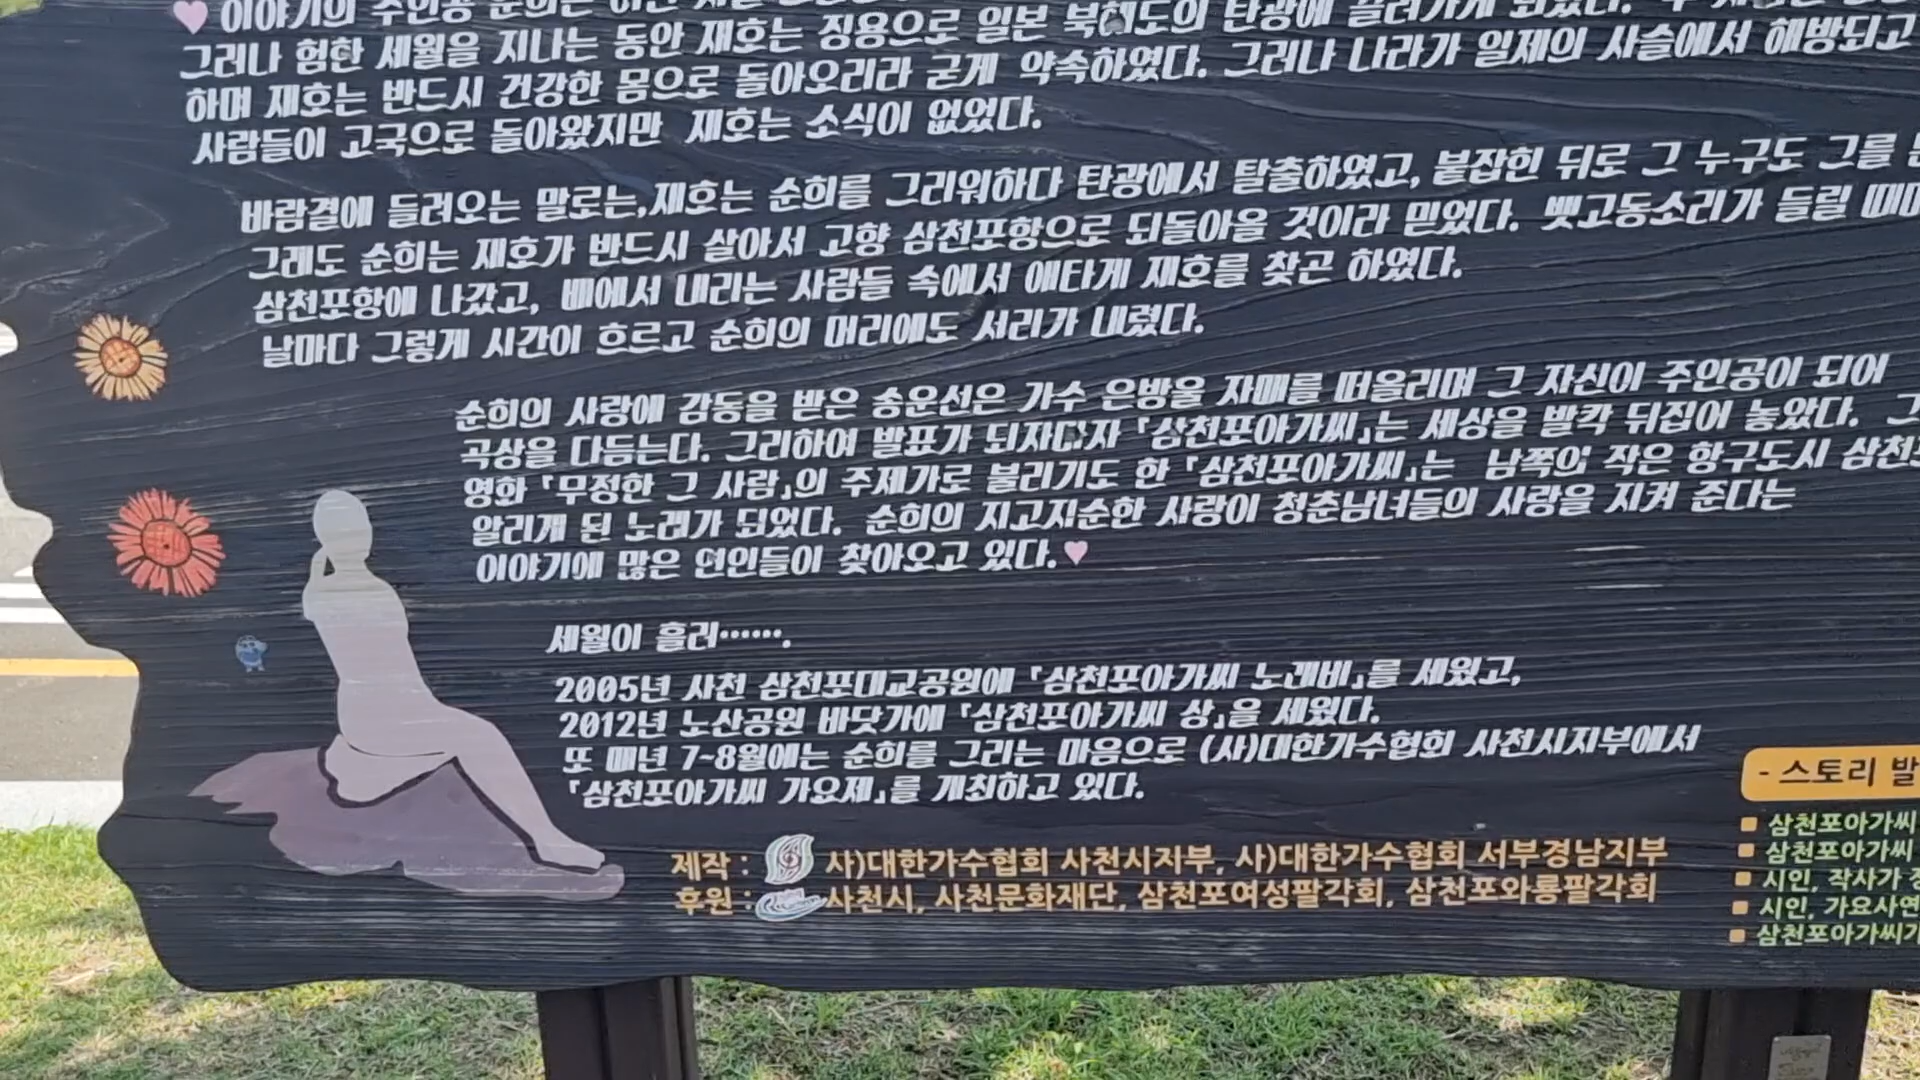 ♥ 이야기의 주인공 순희는
그러나 험한 세월을 지나는 동안 재호는 징용으로 일본 북해도의 탄광에 끌려가게 되었다.
하며 재호는 반드시 건강한 몸으로 돌아오리라 굳게 약속하였다. 그러나 나라가 일제의 사슬에서 해방되고
사람들이 고국으로 돌아왔지만 재호는 소식이 없었다.
바람결에 들려오는 말로는,재호는 순희를 그리워하다 탄광에서 탈출하였고, 붙잡힌 뒤로 그 누구도 그를
그래도 순희는 재호가 반드시 살아서 고향 삼천포항으로 되돌아올 것이라 믿었다. 뱃고동소리가 들릴 때마
삼천포항에 나갔고, 배에서 내리는 사람들 속에서 애타게 재호를 찾곤 하였다.
날마다 그렇게 시간이 흐르고 순희의 머리에도 서리가 내렸다.
순희의 사랑에 감동을 받은 송운선은 가수 은방울 자매를 떠올리며 그 자신이 주인공이 되어
곡상을 다듬는다. 그리하여 발표가 되자마자 『삼천포아가씨』는 세상을 발칵 뒤집어 놓았다. 그
영화 『무정한 그 사람』의 주제가로 불리기도 한 『삼천포아가씨』는 남쪽의 작은 항구도시 삼천포
알리게 된 노래가 되었다. 순희의 지고지순한 사랑이 청춘남녀들의 사랑을 지켜 준다는
이야기에 많은 연인들이 찾아오고 있다.♥
세월이 흘러…….
2005년 사천 삼천포대교공원에 『삼천포아가씨 노래비』를 세웠고,
2012년 노산공원 바닷가에 『삼천포아가씨 상』을 세웠다.
또 매년 7~8월에는 순희를 그리는 마음으로 (사)대한가수협회 사천시지부에서
『삼천포아가씨 가요제』를 개최하고 있다.
제작 : 사)대한가수협회 사천시지부, 사)대한가수협회 서부경남지부
후원 : 사천시, 사천문화재단, 삼천포여성팔각회, 삼천포와룡팔각회
- 스토리 발
삼천포아가씨
삼천포아가씨
시인, 작사가
시인, 가요사연
삼천포아가씨가